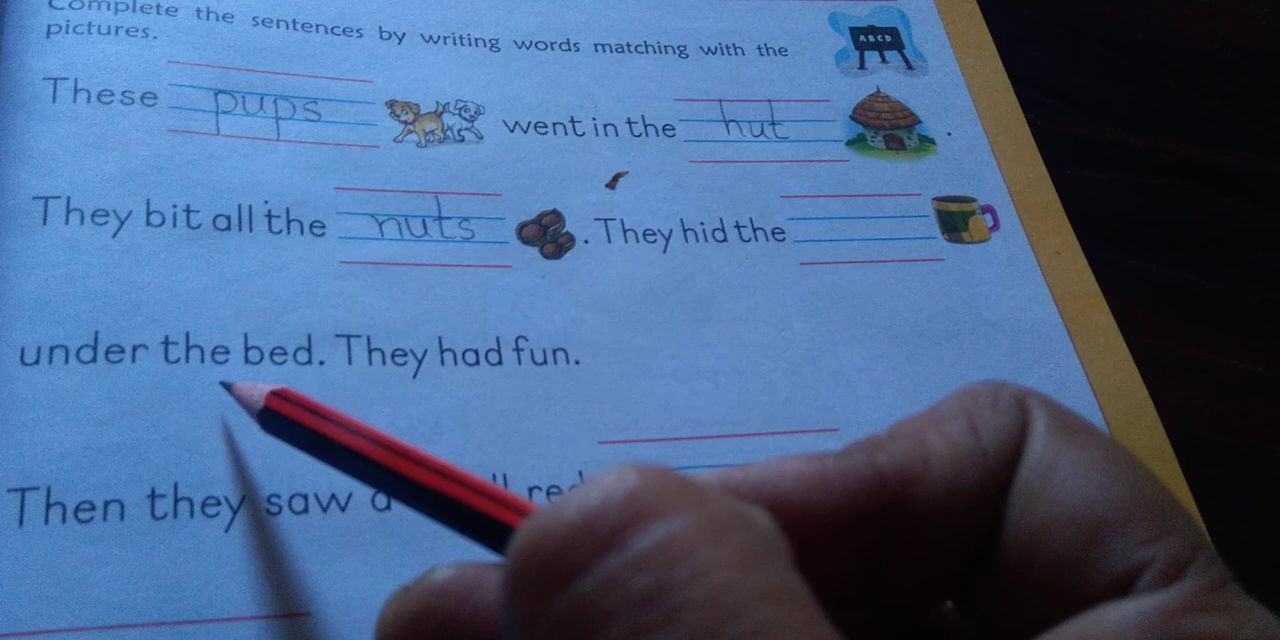 Complete the sentences by writing words matching with the
pictures.
ABCD
These pups went in the hut .
They bit all the nuts . They hid the
under the bed. They had fun.
Then they saw a red